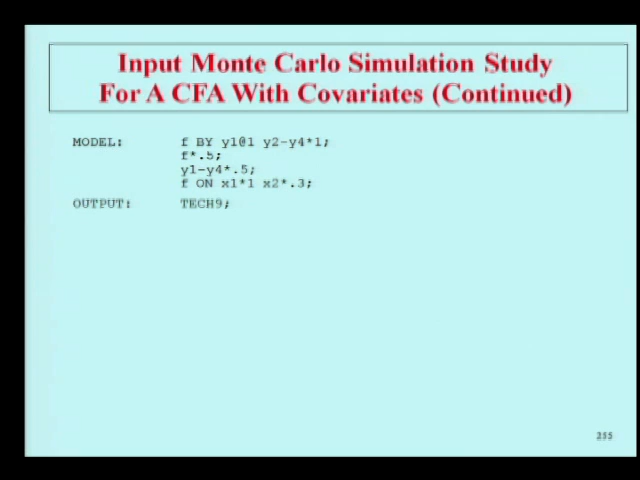 Input Monte Carlo Simulation Study
For A CFA With Covariates (Continued)
MODEL: f BY y1@1 y2-y4*1;
f*.5;
y1-y4*.5;
f ON x1*1 x2*.3;
OUTPUT: TECH9;
255